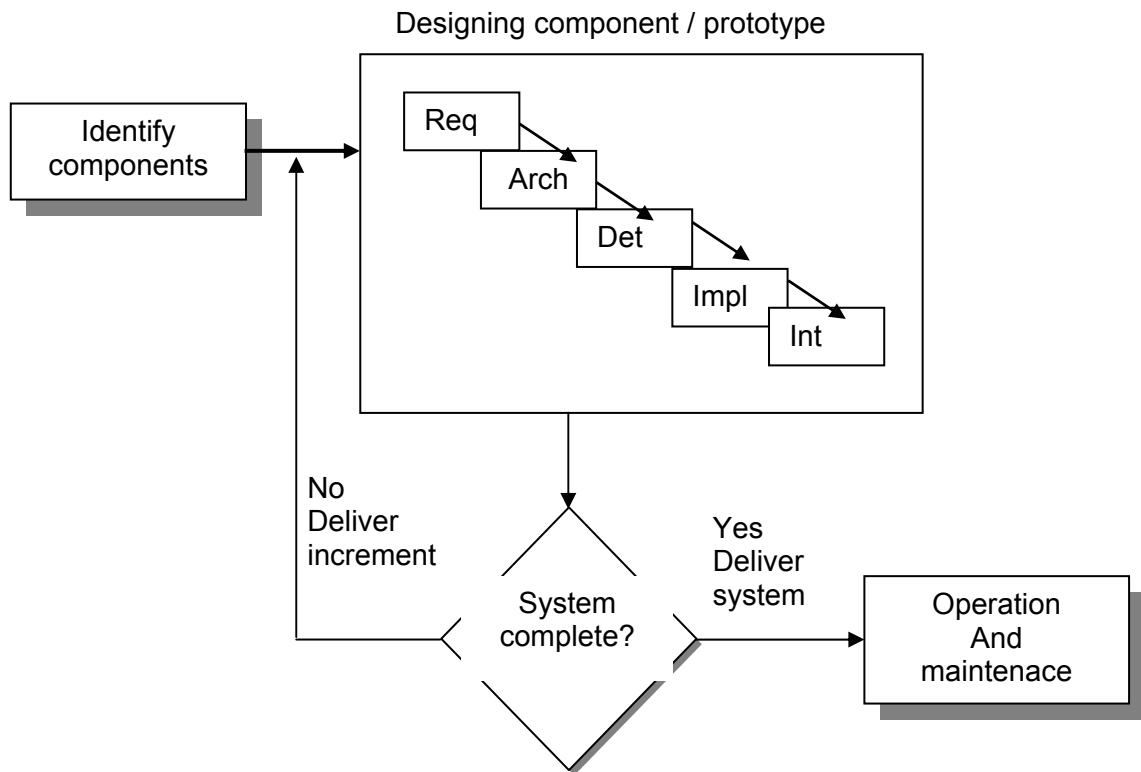 Designing component / prototype
Identify
components
Req
Arch
Det
Impl
Int
No
Deliver
increment
Yes
Deliver
system
System
complete?
Operation
And
maintenace